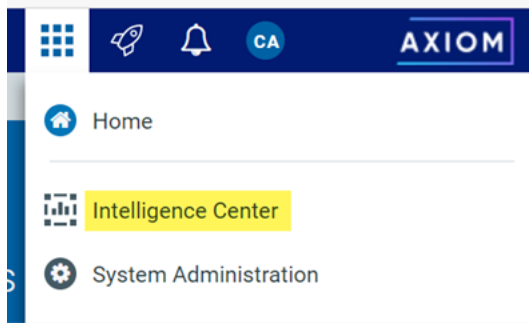 CA
AXIOM
Home
Intelligence Center
S
System Administration